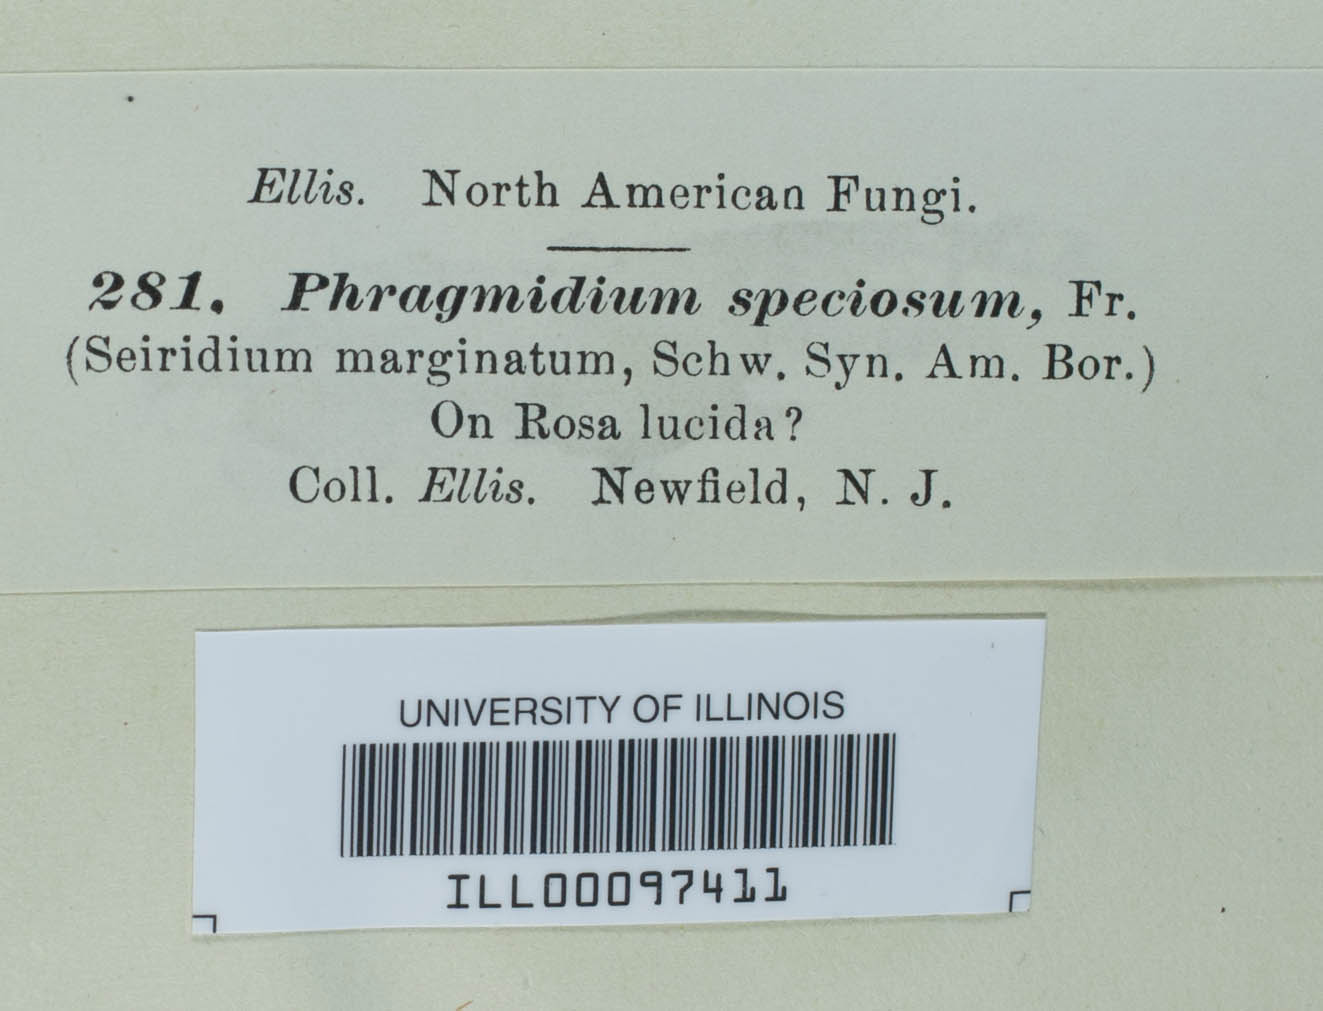 Ellis. North American Fungi.
281. Phragmidium speciosum, Fr.
(Seiridium marginatum, Schw. Syn. Am. Bor.)
On Rosa lucida?
Coll. Ellis. Newfield, N. J.
UNIVERSITY OF ILLINOIS
ILL00097411